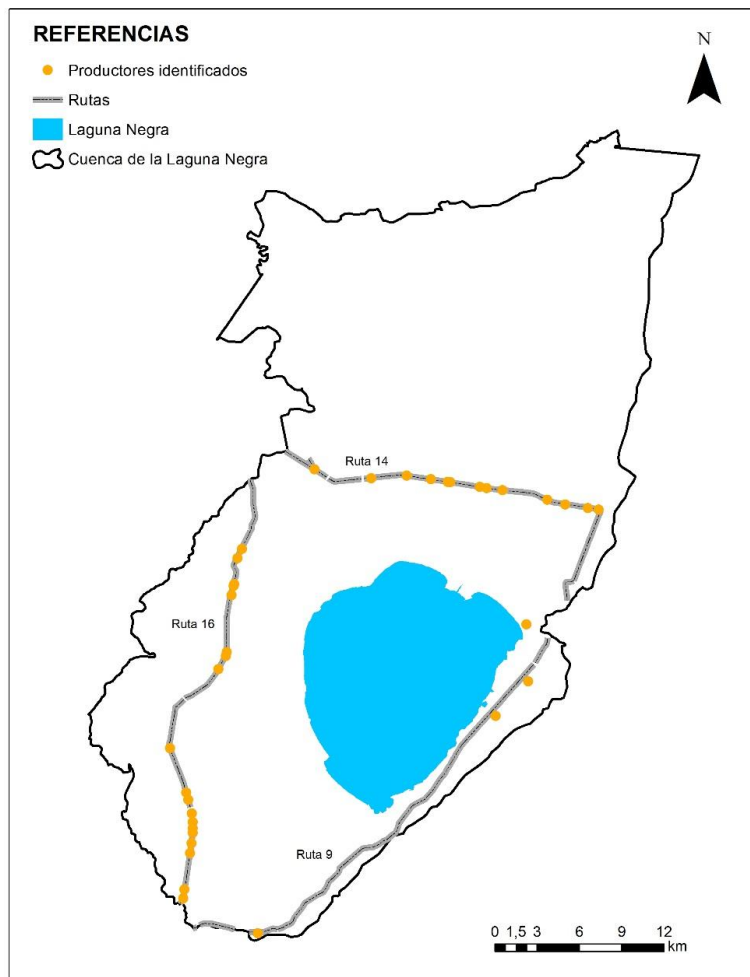 REFERENCIAS
Productores identificados
Rutas
Laguna Negra
Cuenca de la Laguna Negra
N
Ruta 14
Ruta 16
Ruta 9
0 1,5 3 6 9 12
km